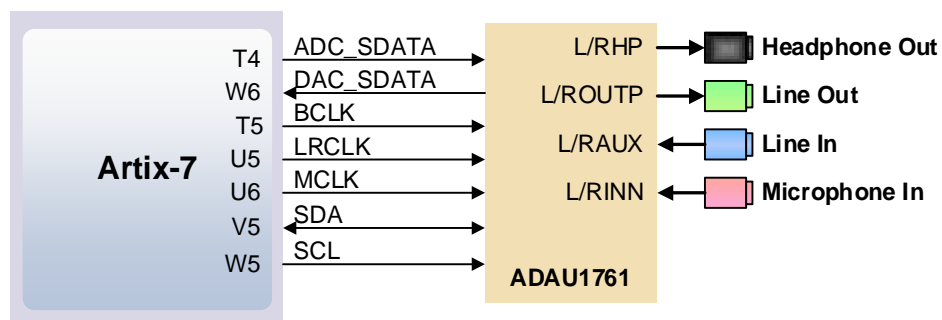 T4 ADC_SDATA L/RHP Headphone Out
W6 DAC_SDATA L/ROUTP Line Out
T5 BCLK
U5 LRCLK L/RAUX Line In
Artix-7
U6 MCLK L/RINN Microphone In
V5 SDA
W5 SCL
ADAU1761